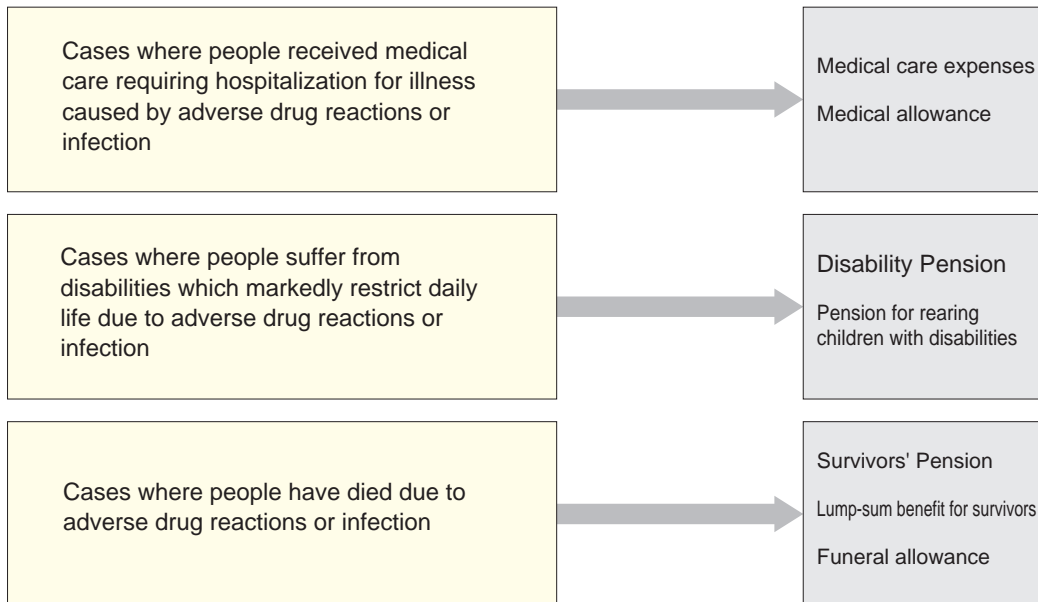 Cases where people received medical
care requiring hospitalization for illness
caused by adverse drug reactions or
infection
Medical care expenses
Medical allowance
Cases where people suffer from
disabilities which markedly restrict daily
life due to adverse drug reactions or
infection
Disability Pension
Pension for rearing
children with disabilities
Cases where people have died due to
adverse drug reactions or infection
Survivors' Pension
Lump-sum benefit for survivors
Funeral allowance